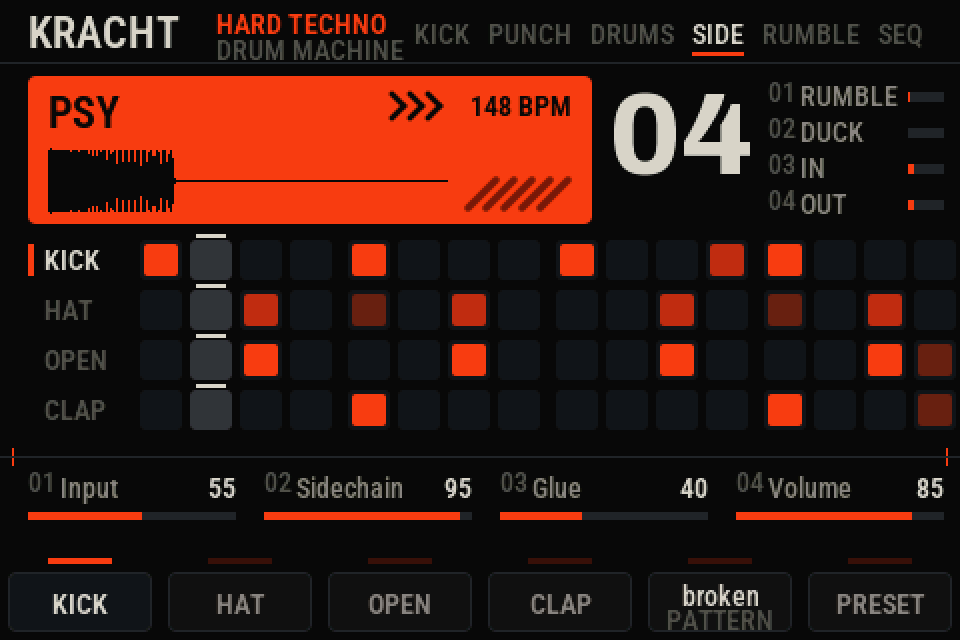 KRACHT
HARD TECHNO
DRUM MACHINE
KICK PUNCH DRUMS SIDE RUMBLE SEQ
PSY
148 BPM
04
01 RUMBLE
02 DUCK
03 IN
04 OUT
KICK
HAT
OPEN
CLAP
01 Input 55
02 Sidechain 95
03 Glue 40
04 Volume 85
KICK
HAT
OPEN
CLAP
broken
PATTERN
PRESET